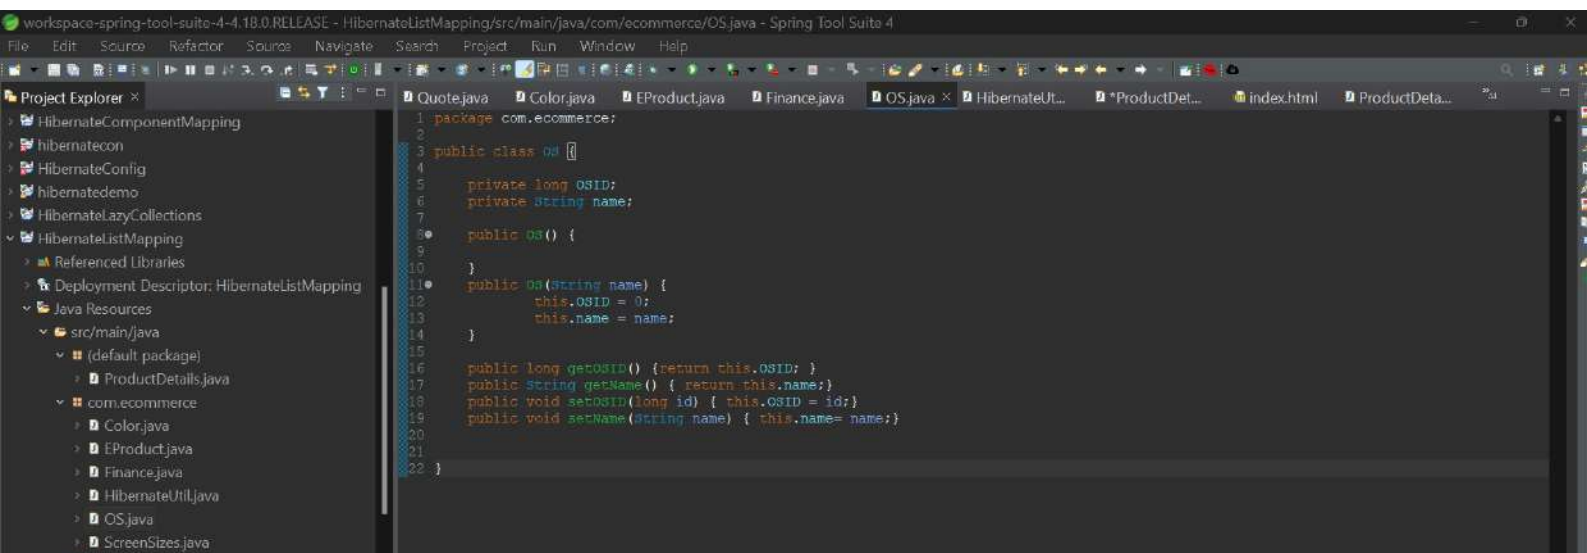 workspace-spring-tool-suite-4-4.18.0.RELEASE - HibernateListMapping/src/main/java/com/ecommerce/OS.java - Spring Tool Suite 4
File Edit Source Refactor Source Navigate Search Project Run Window Help
Project Explorer ×
HibernateComponentMapping
hibernatecon
HibernateConfig
hibernatedemo
HibernateLazyCollections
HibernateListMapping
Referenced Libraries
Deployment Descriptor: HibernateListMapping
Java Resources
src/main/java
(default package)
ProductDetails.java
com.ecommerce
Color.java
EProduct.java
Finance.java
HibernateUtil.java
OS.java
ScreenSizes.java
Quote.java Color.java EProduct.java Finance.java OS.java × HibernateUt... *ProductDet... index.html ProductDeta...
1 package com.ecommerce;
2
3 public class OS {
4
5 private long OSID;
6 private String name;
7
8 public OS() {
9
10 }
11 public OS(String name) {
12 this.OSID = 0;
13 this.name = name;
14 }
15
16 public long getOSID() {return this.OSID; }
17 public String getName() { return this.name;}
18 public void setOSID(long id) { this.OSID = id;}
19 public void setName(String name) { this.name= name;}
20
21
22 }